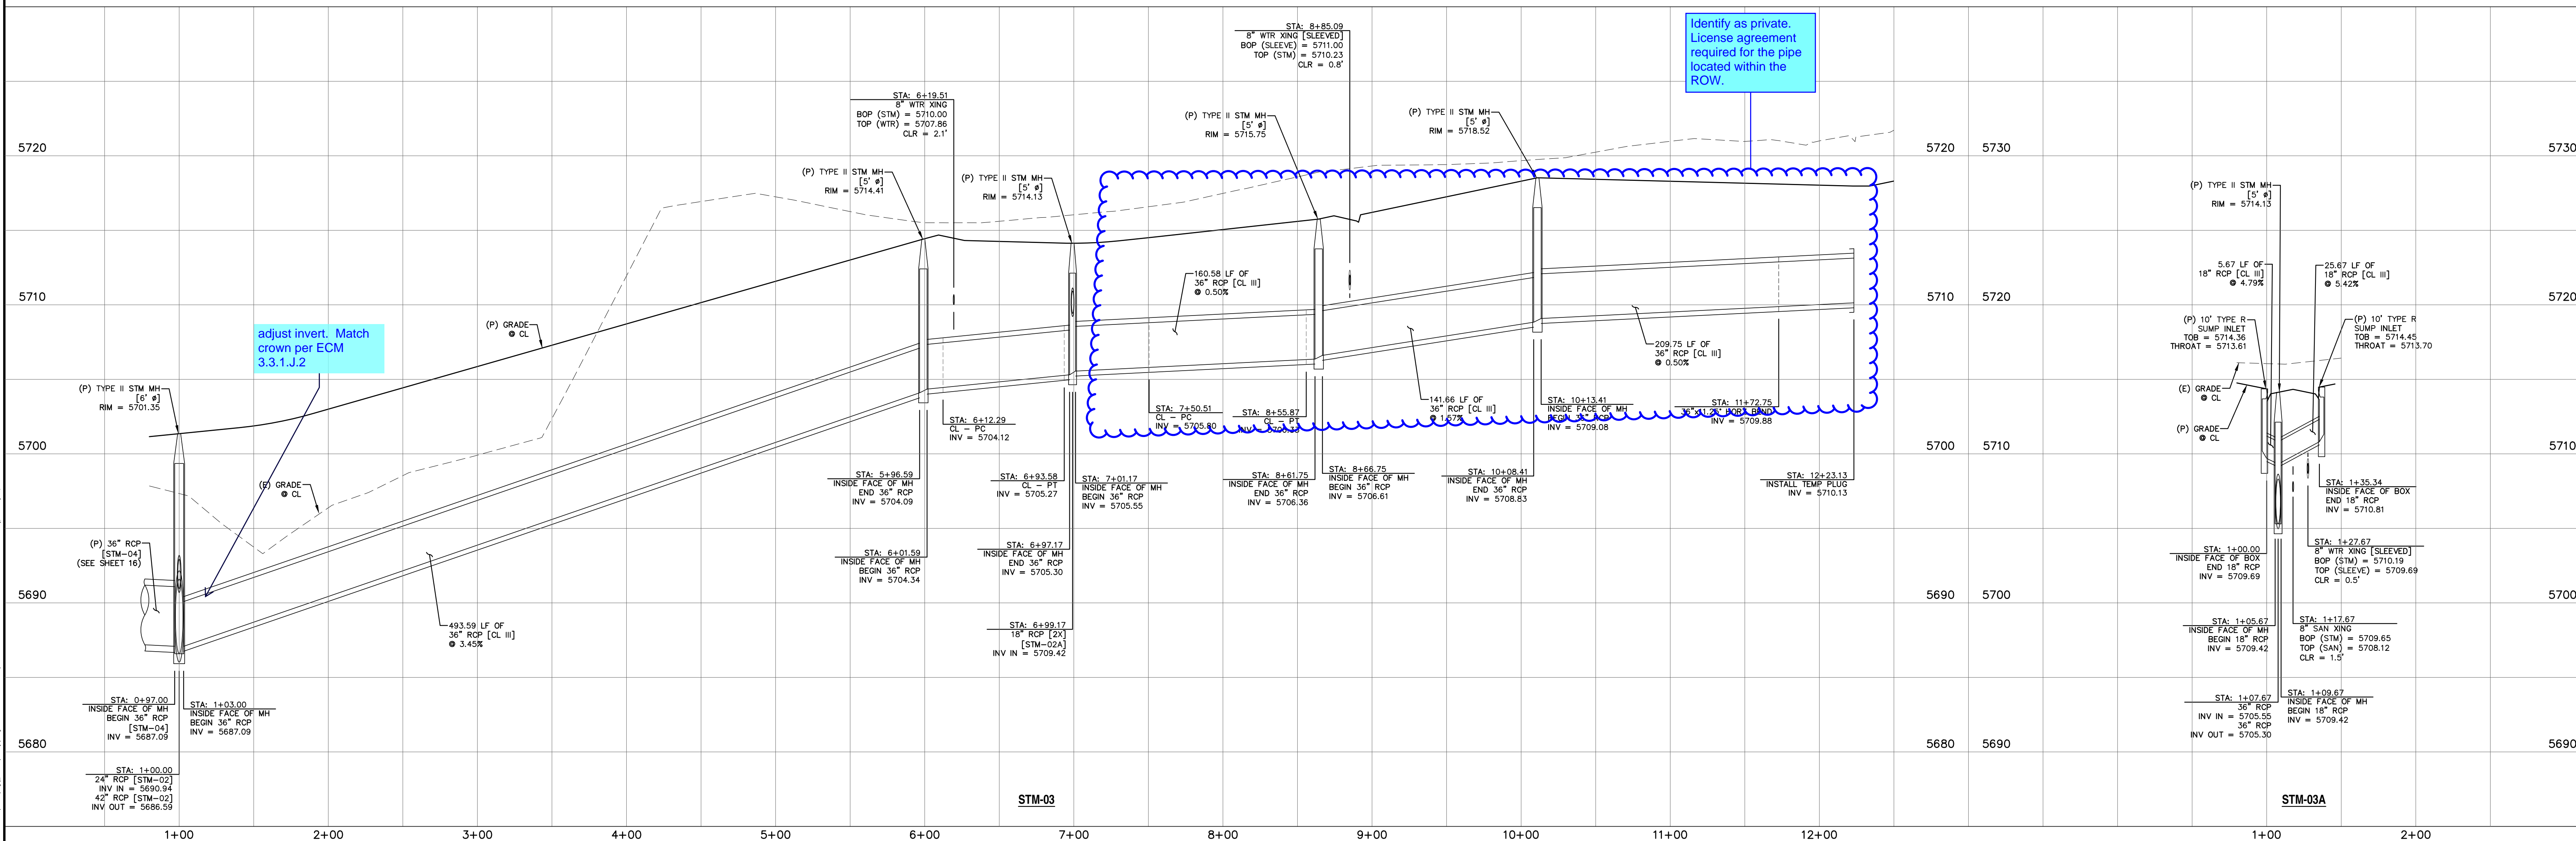 STA: 8+85.09
8" WTR XING [SLEEVED]
BOP (SLEEVE) = 5711.00
TOP (STM) = 5710.23
CLR = 0.8'
Identify as private.
License agreement
required for the pipe
located within the
ROW.
STA: 6+19.51
8" WTR XING
BOP (STM) = 5710.00
TOP (WTR) = 5707.86
CLR = 2.1'
(P) TYPE II STM MH
[5' ø]
RIM = 5715.75
(P) TYPE II STM MH
[5' ø]
RIM = 5718.52
5720
5720
5730
5730
(P) TYPE II STM MH
[5' ø]
RIM = 5714.41
(P) TYPE II STM MH
[5' ø]
RIM = 5714.13
(P) TYPE II STM MH
[5' ø]
RIM = 5714.13
160.58 LF OF
36" RCP [CL III]
@ 0.50%
5.67 LF OF
18" RCP [CL III]
@ 4.79%
25.67 LF OF
18" RCP [CL III]
@ 5.42%
5710
5710
5720
5720
adjust invert. Match
crown per ECM
3.3.1.J.2
(P) GRADE
@ CL
(P) 10' TYPE R
SUMP INLET
TOB = 5714.36
THROAT = 5713.61
(P) 10' TYPE R
SUMP INLET
TOB = 5714.45
THROAT = 5713.70
209.75 LF OF
36" RCP [CL III]
@ 0.50%
(P) TYPE II STM MH
[6' ø]
RIM = 5701.35
(E) GRADE
@ CL
(P) GRADE
@ CL
141.66 LF OF
36" RCP [CL III]
@ 1.57%
STA: 6+12.29
CL - PC
INV = 5704.12
STA: 7+50.51
CL - PC
INV = 5705.80
STA: 8+55.87
CL - PT
INV = 5706.33
STA: 10+13.41
INSIDE FACE OF MH
BEGIN 36" RCP
INV = 5709.08
STA: 11+72.75
36"x11.25° HORZ BEND
INV = 5709.88
5700
5700
5710
5710
(E) GRADE
@ CL
STA: 5+96.59
INSIDE FACE OF MH
END 36" RCP
INV = 5704.09
STA: 6+93.58
CL - PT
INV = 5705.27
STA: 7+01.17
INSIDE FACE OF MH
BEGIN 36" RCP
INV = 5705.55
STA: 8+61.75
INSIDE FACE OF MH
END 36" RCP
INV = 5706.36
STA: 8+66.75
INSIDE FACE OF MH
BEGIN 36" RCP
INV = 5706.61
STA: 10+08.41
INSIDE FACE OF MH
END 36" RCP
INV = 5708.83
STA: 12+23.13
INSTALL TEMP PLUG
INV = 5710.13
STA: 1+35.34
INSIDE FACE OF BOX
END 18" RCP
INV = 5710.81
(P) 36" RCP
[STM-04]
(SEE SHEET 16)
STA: 6+01.59
INSIDE FACE OF MH
BEGIN 36" RCP
INV = 5704.34
STA: 6+97.17
INSIDE FACE OF MH
END 36" RCP
INV = 5705.30
STA: 1+00.00
INSIDE FACE OF BOX
END 18" RCP
INV = 5709.69
STA: 1+27.67
8" WTR XING [SLEEVED]
BOP (STM) = 5710.19
TOP (SLEEVE) = 5709.69
CLR = 0.5'
5690
5690
5700
5700
493.59 LF OF
36" RCP [CL III]
@ 3.45%
STA: 6+99.17
18" RCP [2X]
[STM-02A]
INV IN = 5709.42
STA: 1+05.67
INSIDE FACE OF MH
BEGIN 18" RCP
INV = 5709.42
STA: 1+17.67
8" SAN XING
BOP (STM) = 5709.65
TOP (SAN) = 5708.12
CLR = 1.5'
STA: 0+97.00
INSIDE FACE OF MH
BEGIN 36" RCP
[STM-04]
INV = 5687.09
STA: 1+03.00
INSIDE FACE OF MH
BEGIN 36" RCP
INV = 5687.09
STA: 1+07.67
36" RCP
INV IN = 5705.55
36" RCP
INV OUT = 5705.30
STA: 1+09.67
INSIDE FACE OF MH
BEGIN 18" RCP
INV = 5709.42
5680
5680
5690
5690
STA: 1+00.00
24" RCP [STM-02]
INV IN = 5690.94
42" RCP [STM-02]
INV OUT = 5686.59
STM-03
STM-03A
1+00
2+00
3+00
4+00
5+00
6+00
7+00
8+00
9+00
10+00
11+00
12+00
1+00
2+00